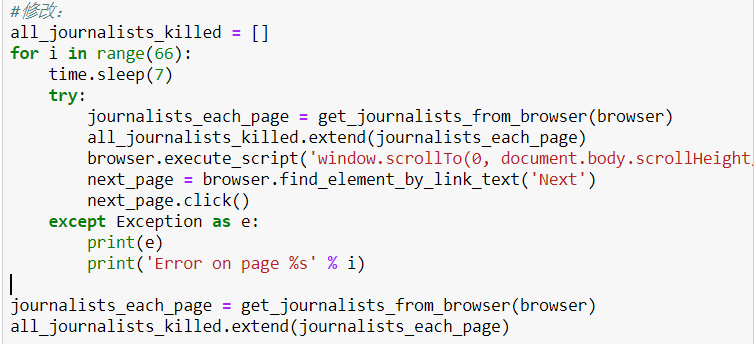 #修改：
all_journalists_killed = []
for i in range(66):
    time.sleep(7)
    try:
        journalists_each_page = get_journalists_from_browser(browser)
        all_journalists_killed.extend(journalists_each_page)
        browser.execute_script('window.scrollTo(0, document.body.scrollHeight,
        next_page = browser.find_element_by_link_text('Next')
        next_page.click()
    except Exception as e:
        print(e)
        print('Error on page %s' % i)
journalists_each_page = get_journalists_from_browser(browser)
all_journalists_killed.extend(journalists_each_page)